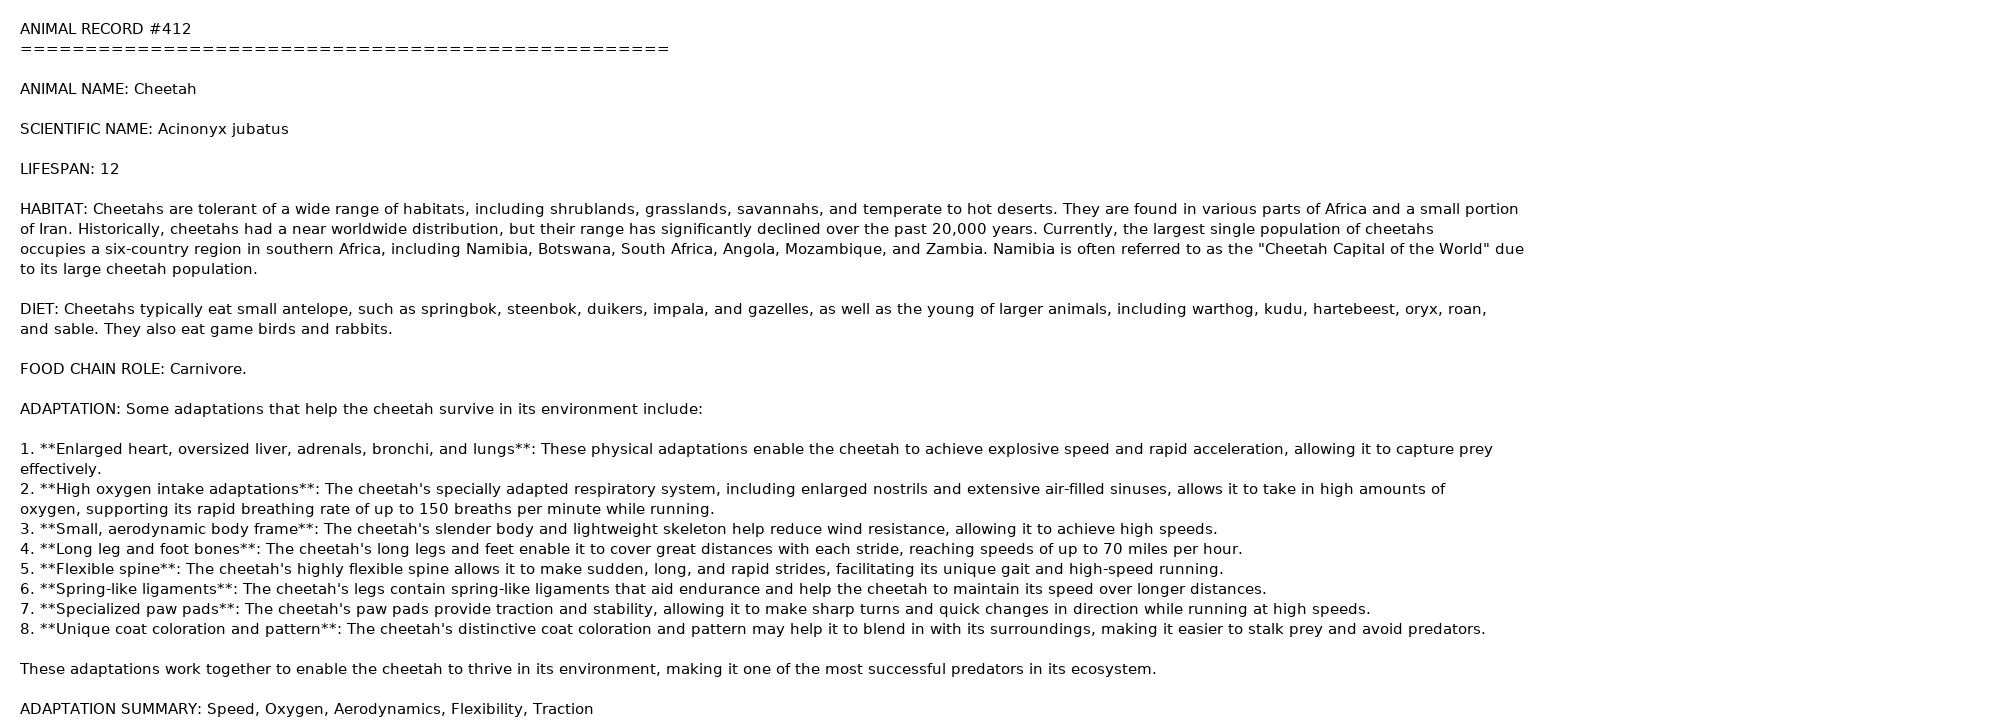 ANIMAL RECORD #412
==================================================
ANIMAL NAME: Cheetah
SCIENTIFIC NAME: Acinonyx jubatus
LIFESPAN: 12
HABITAT: Cheetahs are tolerant of a wide range of habitats, including shrublands, grasslands, savannahs, and temperate to hot deserts. They are found in various parts of Africa and a small portion
of Iran. Historically, cheetahs had a near worldwide distribution, but their range has significantly declined over the past 20,000 years. Currently, the largest single population of cheetahs
occupies a six-country region in southern Africa, including Namibia, Botswana, South Africa, Angola, Mozambique, and Zambia. Namibia is often referred to as the "Cheetah Capital of the World" due
to its large cheetah population.
DIET: Cheetahs typically eat small antelope, such as springbok, steenbok, duikers, impala, and gazelles, as well as the young of larger animals, including warthog, kudu, hartebeest, oryx, roan,
and sable. They also eat game birds and rabbits.
FOOD CHAIN ROLE: Carnivore.
ADAPTATION: Some adaptations that help the cheetah survive in its environment include:
1. **Enlarged heart, oversized liver, adrenals, bronchi, and lungs**: These physical adaptations enable the cheetah to achieve explosive speed and rapid acceleration, allowing it to capture prey
effectively.
2. **High oxygen intake adaptations**: The cheetah's specially adapted respiratory system, including enlarged nostrils and extensive air-filled sinuses, allows it to take in high amounts of
oxygen, supporting its rapid breathing rate of up to 150 breaths per minute while running.
3. **Small, aerodynamic body frame**: The cheetah's slender body and lightweight skeleton help reduce wind resistance, allowing it to achieve high speeds.
4. **Long leg and foot bones**: The cheetah's long legs and feet enable it to cover great distances with each stride, reaching speeds of up to 70 miles per hour.
5. **Flexible spine**: The cheetah's highly flexible spine allows it to make sudden, long, and rapid strides, facilitating its unique gait and high-speed running.
6. **Spring-like ligaments**: The cheetah's legs contain spring-like ligaments that aid endurance and help the cheetah to maintain its speed over longer distances.
7. **Specialized paw pads**: The cheetah's paw pads provide traction and stability, allowing it to make sharp turns and quick changes in direction while running at high speeds.
8. **Unique coat coloration and pattern**: The cheetah's distinctive coat coloration and pattern may help it to blend in with its surroundings, making it easier to stalk prey and avoid predators.
These adaptations work together to enable the cheetah to thrive in its environment, making it one of the most successful predators in its ecosystem.
ADAPTATION SUMMARY: Speed, Oxygen, Aerodynamics, Flexibility, Traction